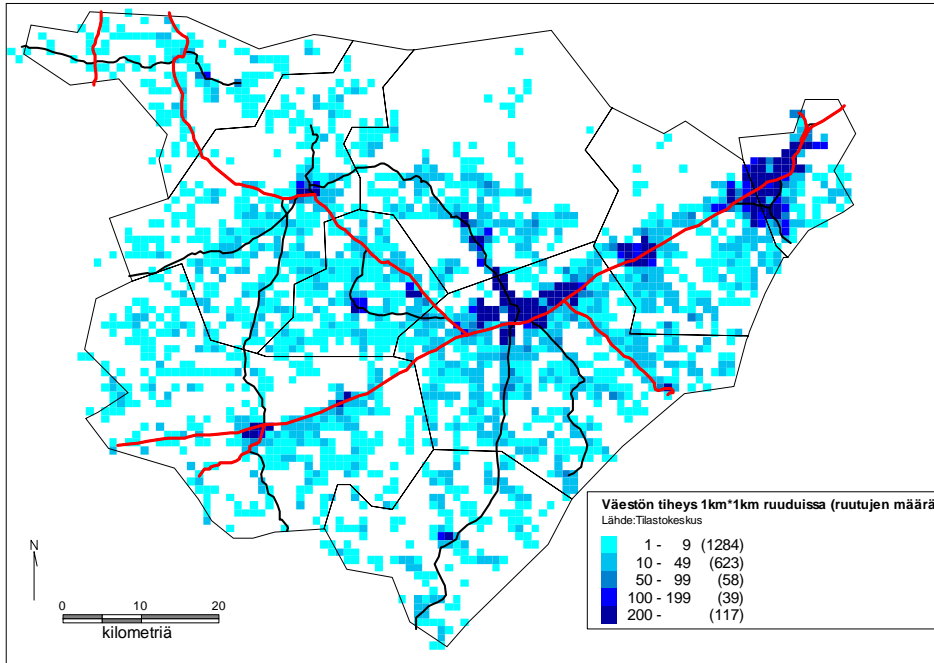 Väestön tiheys 1km*1km ruuduissa (ruutujen määrä
Lähde:Tilastokeskus
1 - 9 (1284)
10 - 49 (623)
50 - 99 (58)
100 - 199 (39)
200 - (117)
N
0 10 20
kilometriä